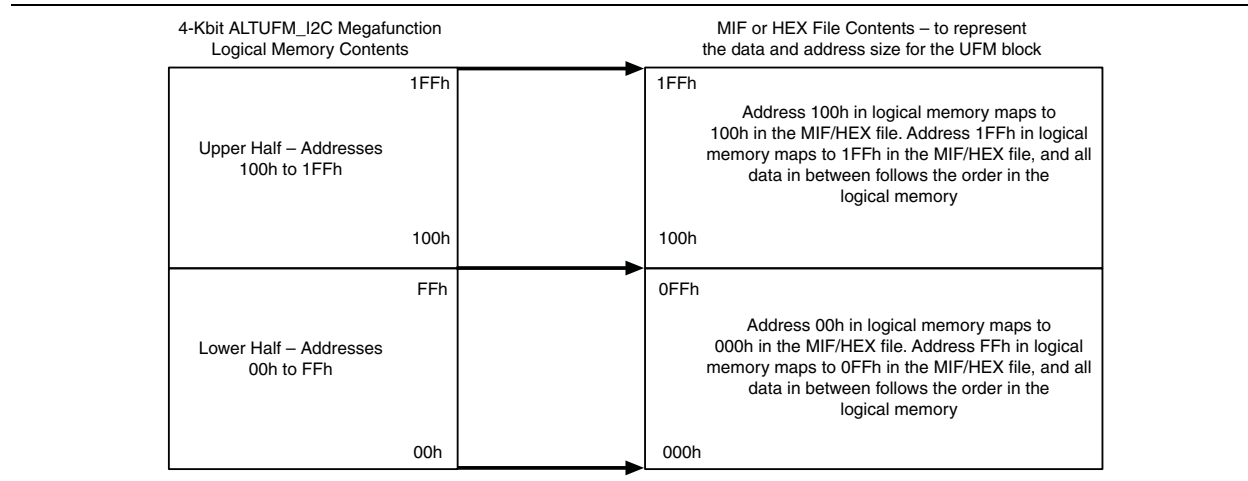 4-Kbit ALTUFM_I2C Megafunction
Logical Memory Contents
MIF or HEX File Contents – to represent
the data and address size for the UFM block
1FFh
Upper Half – Addresses
100h to 1FFh
100h
1FFh
Address 100h in logical memory maps to
100h in the MIF/HEX file. Address 1FFh in logical
memory maps to 1FFh in the MIF/HEX file, and all
data in between follows the order in the
logical memory
100h
FFh
Lower Half – Addresses
00h to FFh
00h
0FFh
Address 00h in logical memory maps to
000h in the MIF/HEX file. Address FFh in logical
memory maps to 0FFh in the MIF/HEX file, and all
data in between follows the order in the
logical memory
000h